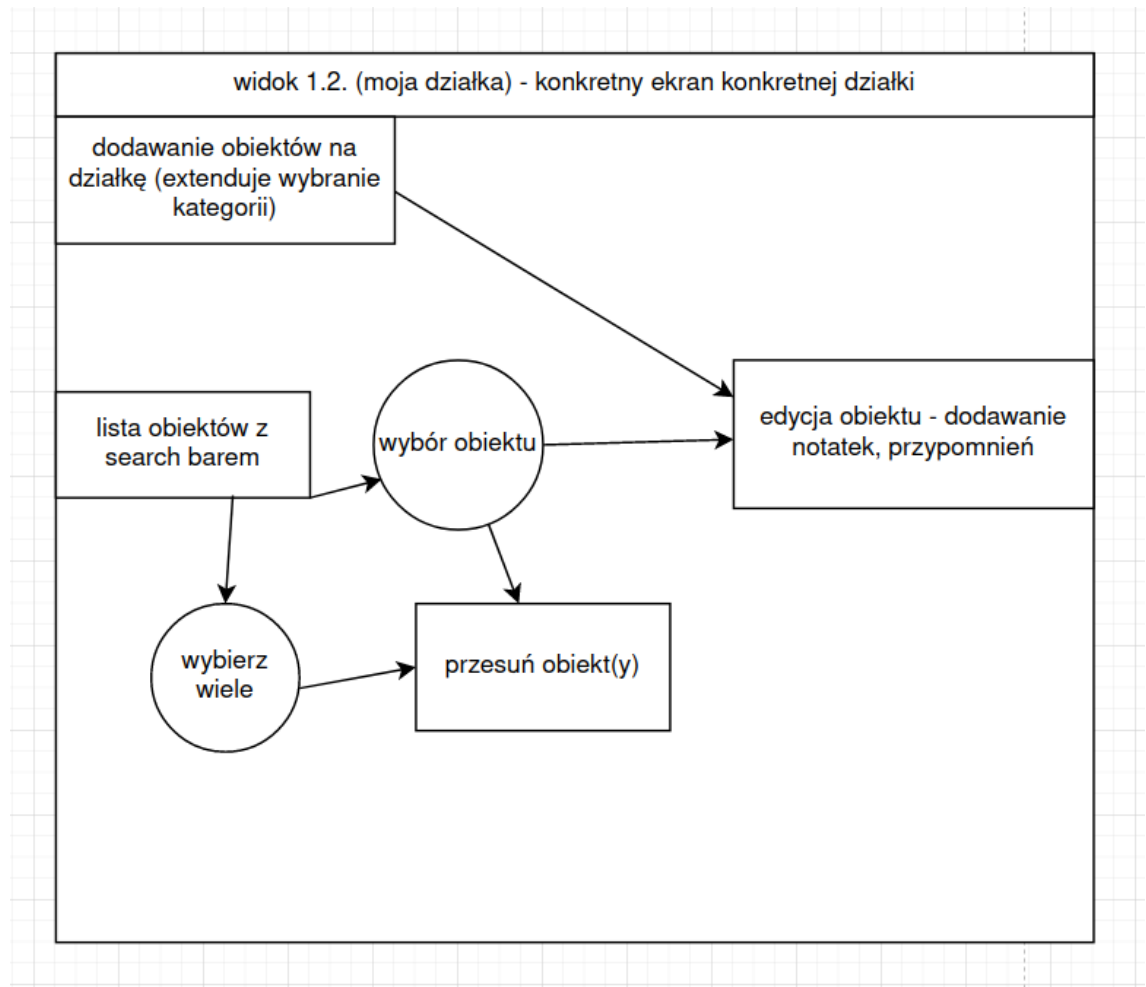 widok 1.2. (moja działka) - konkretny ekran konkretnej działki
dodawanie obiektów na
działkę (extenduje wybranie
kategorii)
lista obiektów z
search barem
wybór obiektu
edycja obiektu - dodawanie
notatek, przypomnień
wybierz
wiele
przesuń obiekt(y)